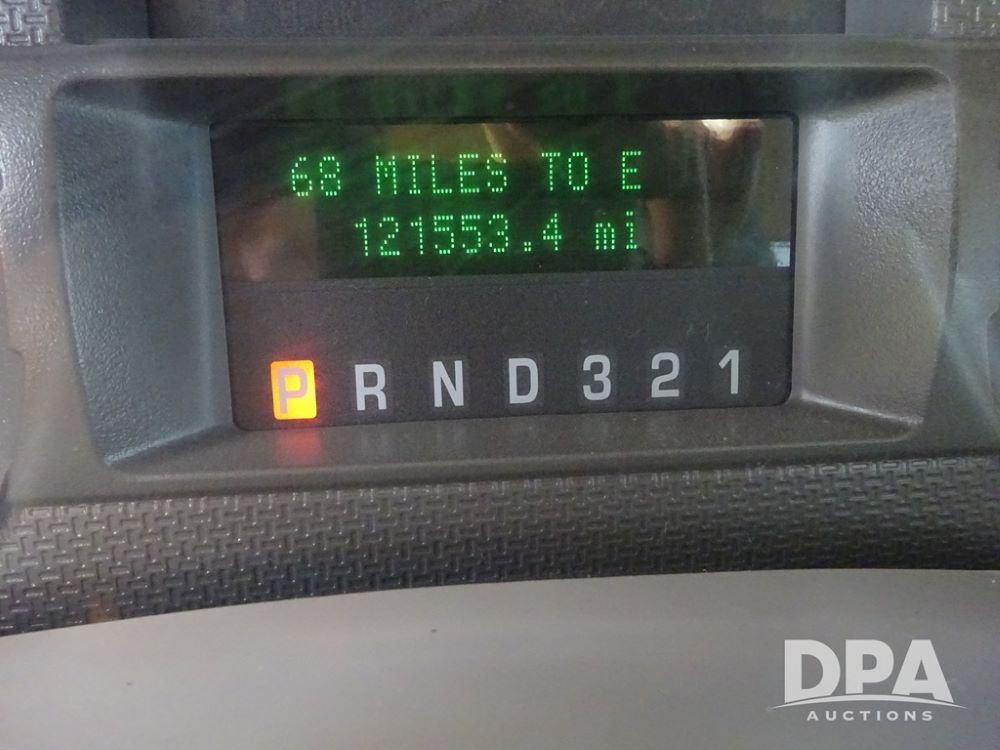 68 MILES TO E
121553.4 mi
P R N D 3 2 1
DPA
AUCTIONS